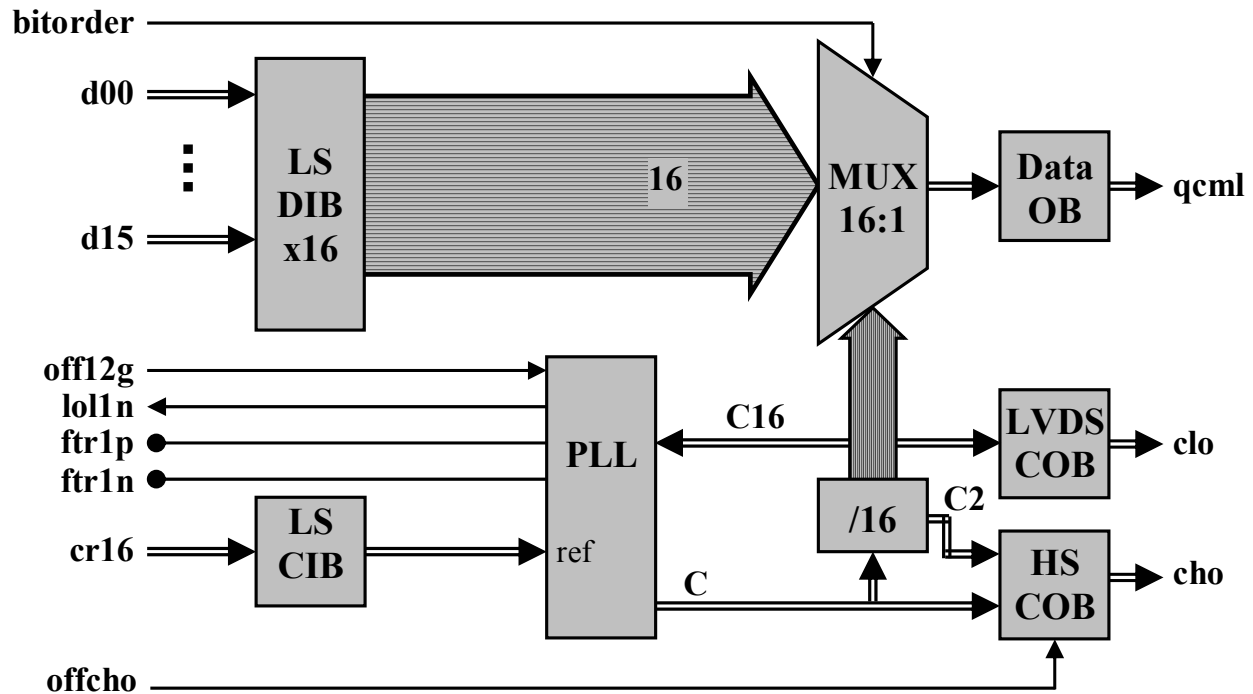 bitorder
d00
d15
LS
DIB
x16
16
MUX
16:1
Data
OB
qcml
off12g
lol1n
ftr1p
ftr1n
cr16
LS
CIB
PLL
ref
C16
LVDS
COB
clo
/16
C2
C
HS
COB
cho
offcho